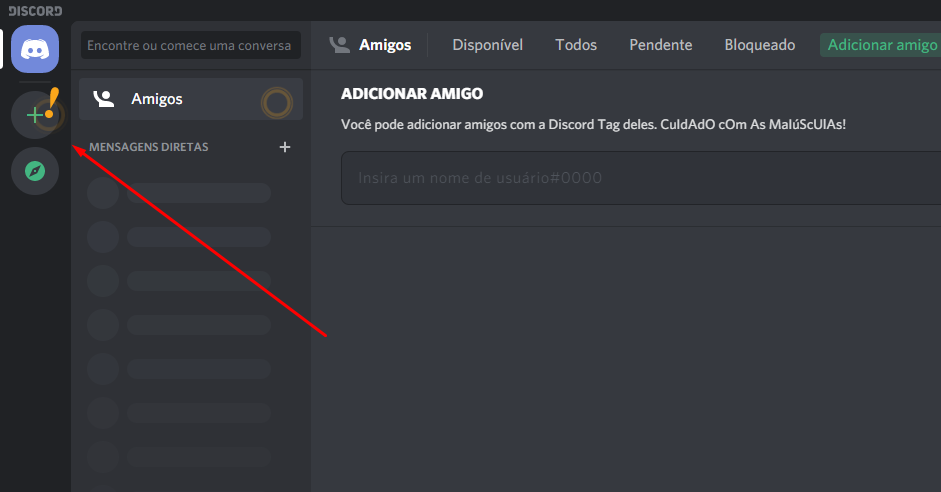 DISCORD
Encontre ou comece uma conversa
Amigos Disponível Todos Pendente Bloqueado Adicionar amigo
Amigos
ADICIONAR AMIGO
Você pode adicionar amigos com a Discord Tag deles. CuIdAdO cOm As MaIúScUlAs!
MENSAGENS DIRETAS
Insira um nome de usuário#0000